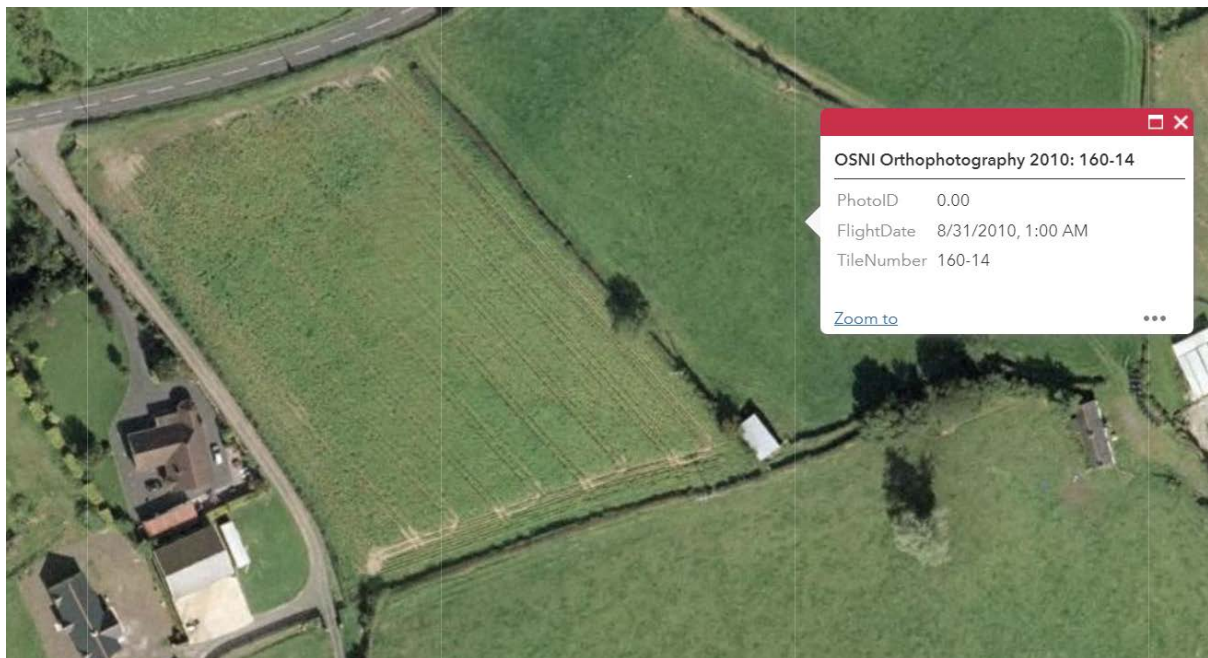 OSNI Orthophotography 2010: 160-14
PhotoID 0.00
FlightDate 8/31/2010, 1:00 AM
TileNumber 160-14
Zoom to